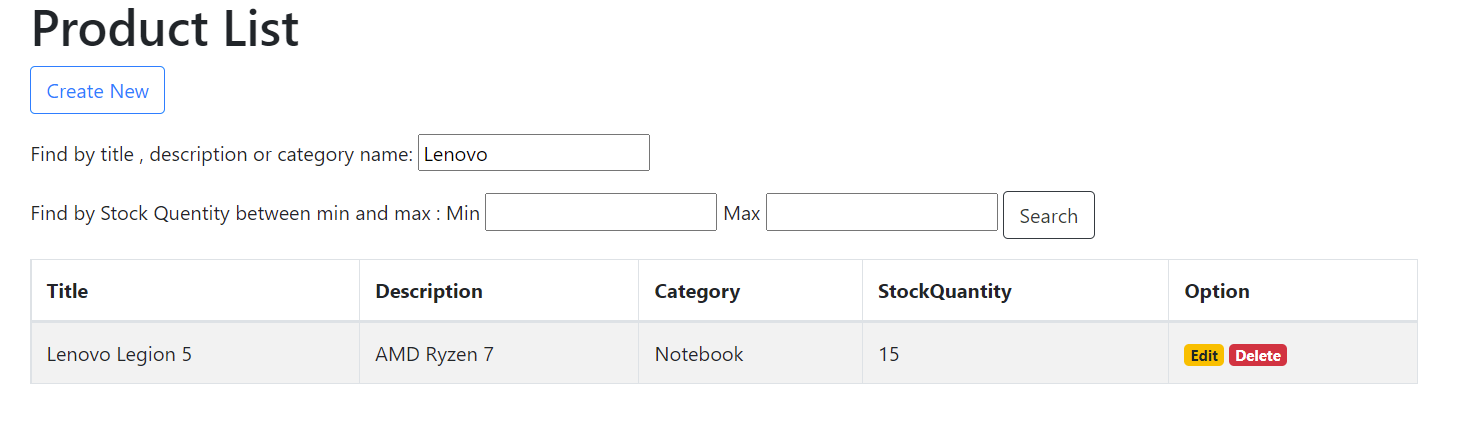 Product List
Create New
Find by title , description or category name: Lenovo
Find by Stock Quentity between min and max : Min Max Search
Title Description Category StockQuantity Option
Lenovo Legion 5 AMD Ryzen 7 Notebook 15 Edit Delete